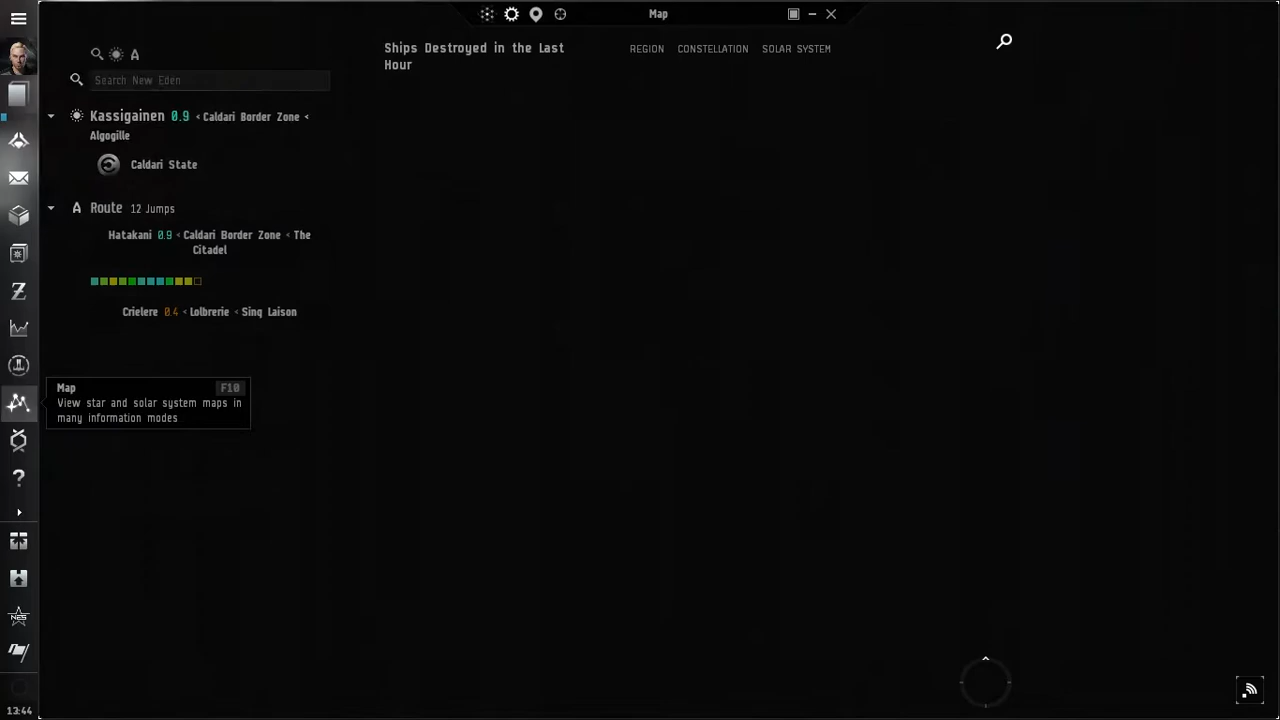 Map
A
Ships Destroyed in the Last
Hour
REGION CONSTELLATION SOLAR SYSTEM
Search New Eden
Kassigainen 0.9 < Caldari Border Zone <
Algogille
Caldari State
A Route 12 Jumps
Hatakani 0.9 < Caldari Border Zone < The
Citadel
Crielere 0.4 < Lolbrerie < Sinq Laison
Map F10
View star and solar system maps in
many information modes
?
NES
13:44